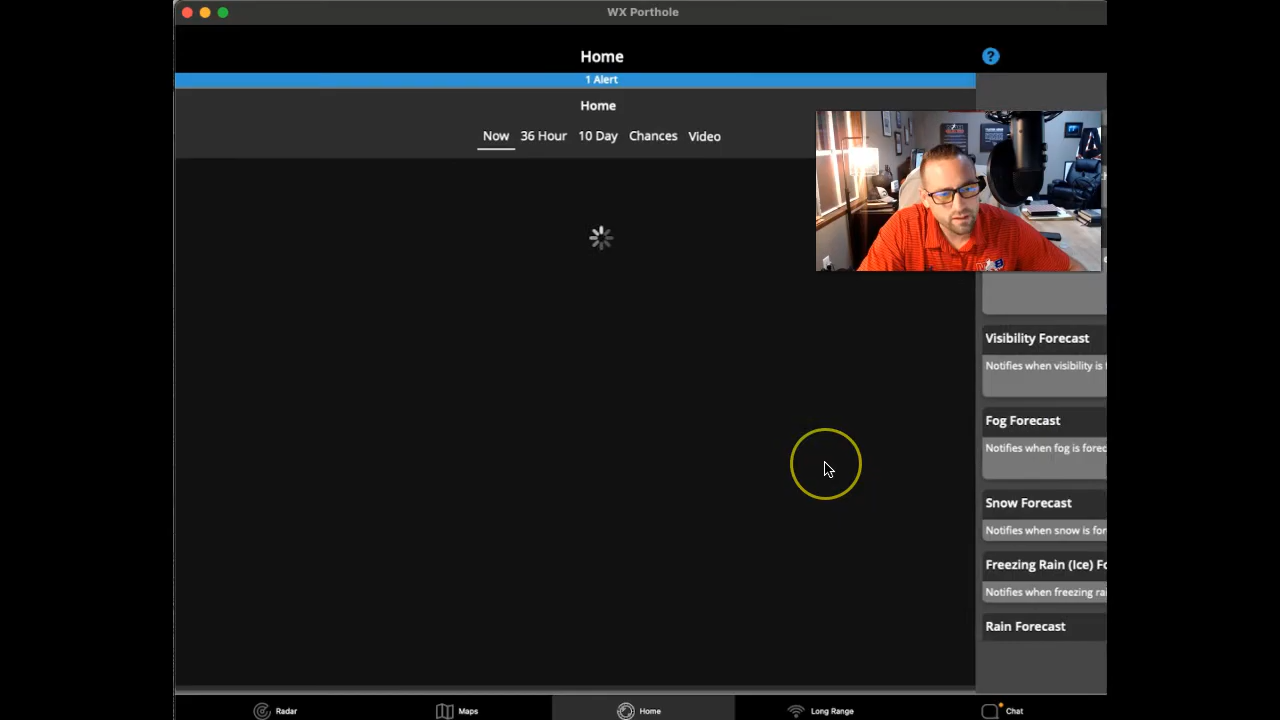 WX Porthole
Home
?
1 Alert
Home
Now 36 Hour 10 Day Chances Video
Visibility Forecast
Notifies when visibility is
Fog Forecast
Notifies when fog is forec
Snow Forecast
Notifies when snow is for
Freezing Rain (Ice) Fo
Notifies when freezing ra
Rain Forecast
Radar Maps Home Long Range Chat